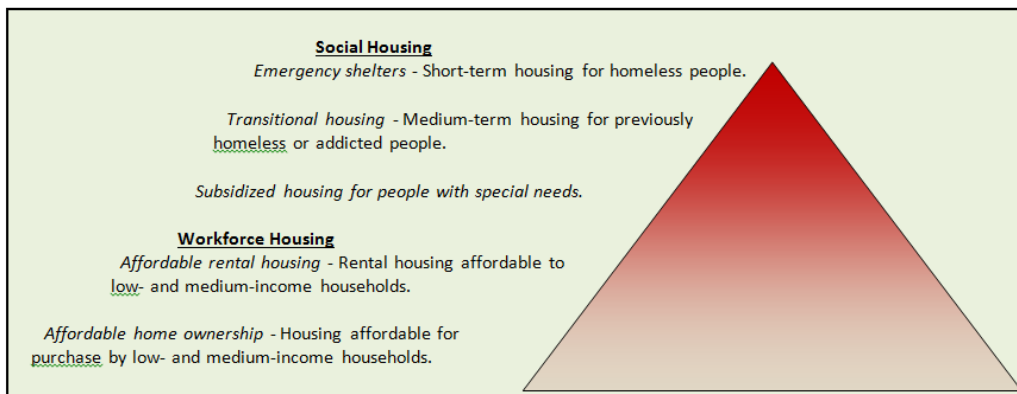 Social Housing
Emergency shelters - Short-term housing for homeless people.
Transitional housing - Medium-term housing for previously
homeless or addicted people.
Subsidized housing for people with special needs.
Workforce Housing
Affordable rental housing - Rental housing affordable to
low- and medium-income households.
Affordable home ownership - Housing affordable for
purchase by low- and medium-income households.